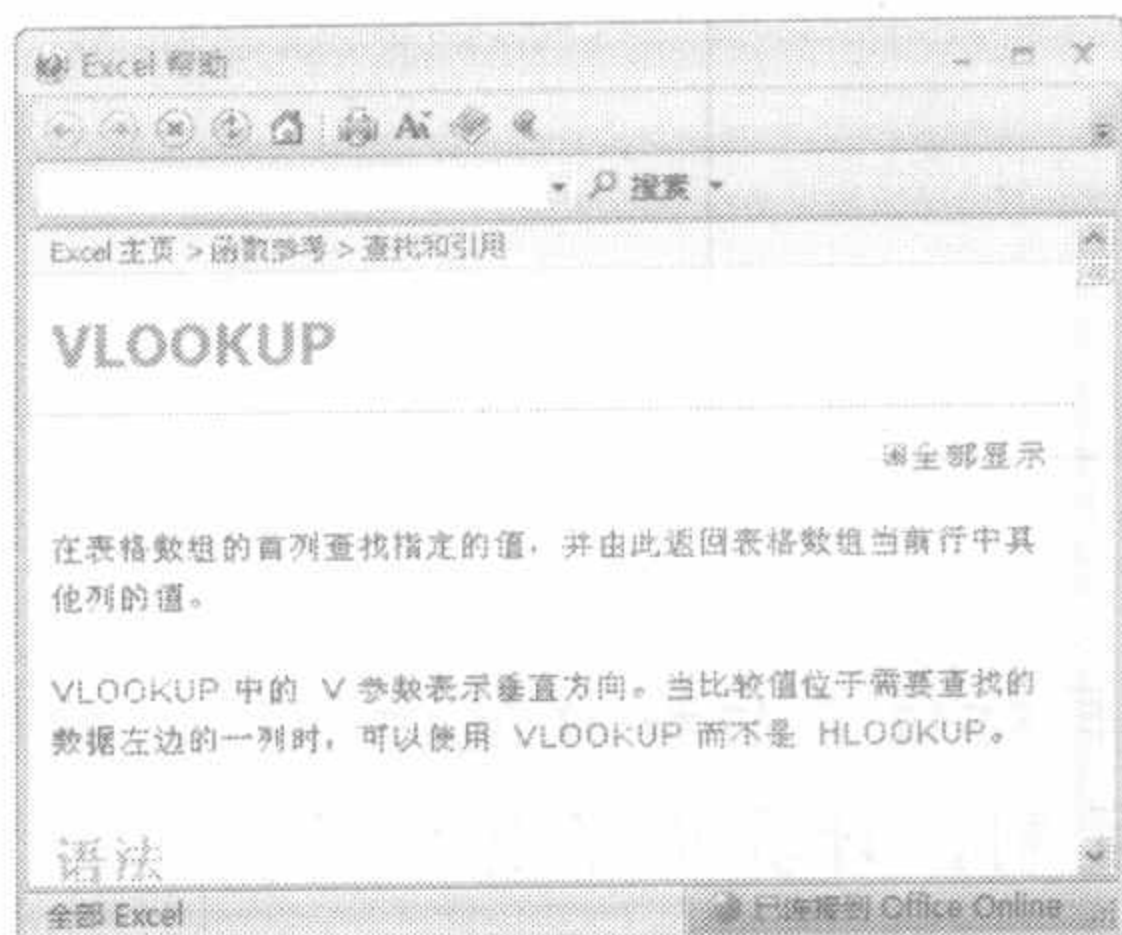 Excel 帮助
搜索
Excel 主页 > 函数参考 > 查找和引用
VLOOKUP
全部显示
在表格数组的首列查找指定的值，并由此返回表格数组当前行中其
他列的值。
VLOOKUP 中的 V 参数表示垂直方向。当比较值位于需要查找的
数据左边的一列时，可以使用 VLOOKUP 而不是 HLOOKUP。
语法
全部 Excel
已连接到 Office Online